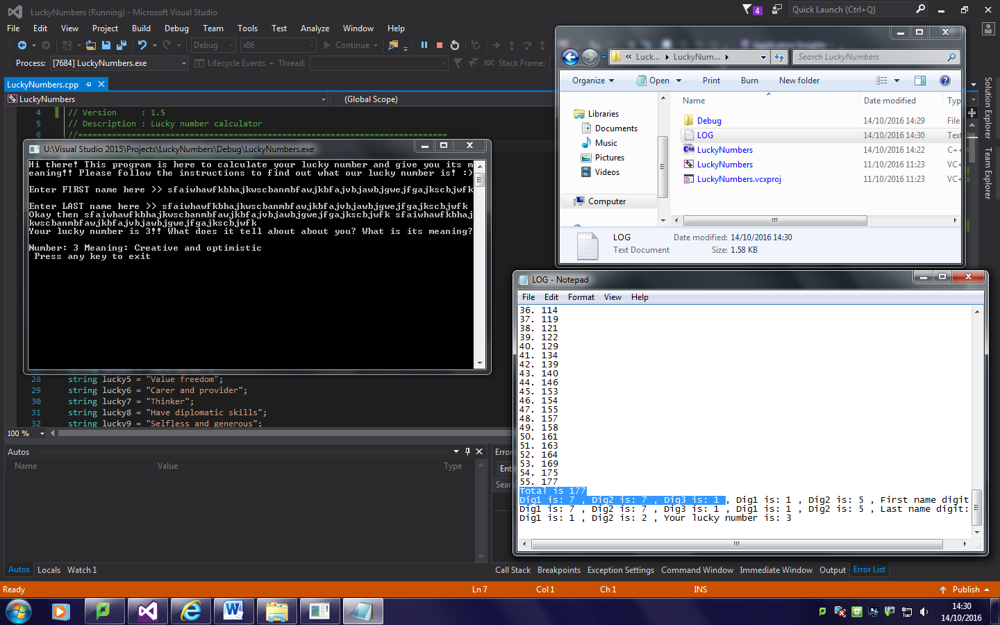 LuckyNumbers (Running) - Microsoft Visual Studio
4
Quick Launch (Ctrl+Q)
File Edit View Project Build Debug Team Tools Test Analyze Window Help
Debug x86 Continue
Process: [7684] LuckyNumbers.exe Lifecycle Events Thread: Stack Frame:
LuckyNumbers.cpp
LuckyNumbers (Global Scope)
4 // Version : 1.5
5 // Description : Lucky number calculator
6 //==========================================================================
U:\Visual Studio 2015\Projects\LuckyNumbers\Debug\LuckyNumbers.exe
Hi there! This program is here to calculate your lucky number and give you its m
eaning!! Please follow the instructions to find out what our lucky number is! :)
Enter FIRST name here >> sfaiwhawfkbhajkwscbanmbfawjkbfajvbjawbjgwejfgajkscbjwfk
Enter LAST name here >> sfaiwhawfkbhajkwscbanmbfawjkbfajvbjawbjgwejfgajkscbjwfk
Okay then sfaiwhawfkbhajkwscbanmbfawjkbfajvbjawbjgwejfgajkscbjwfk sfaiwhawfkbhaj
kwscbanmbfawjkbfajvbjawbjgwejfgajkscbjwfk
Your lucky number is 3!! What does it tell about about you? What is its meaning?
Number: 3 Meaning: Creative and optimistic
Press any key to exit
28 string lucky5 = "Value freedom";
29 string lucky6 = "Carer and provider";
30 string lucky7 = "Thinker";
31 string lucky8 = "Have diplomatic skills";
32 string lucky9 = "Selfless and generous";
100 %
Autos
Name Value Type
Autos Locals Watch 1
« Luck... LuckyNum... Search LuckyNumbers
Organize Open Print Burn New folder
Libraries
Documents
Music
Pictures
Videos
Computer
Name Date modified Typ
Debug 14/10/2016 14:29 File
LOG 14/10/2016 14:30 Text
LuckyNumbers 14/10/2016 14:22 C++
LuckyNumbers 11/10/2016 11:23 VC+
LuckyNumbers.vcxproj 11/10/2016 11:23 VC+
LOG Date modified: 14/10/2016 14:30
Text Document Size: 1.58 KB
Solution Explorer
Team Explorer
LOG - Notepad
File Edit Format View Help
36. 114
37. 119
38. 121
39. 122
40. 129
41. 134
42. 139
43. 140
44. 146
45. 153
46. 154
47. 155
48. 157
49. 158
50. 161
51. 163
52. 164
53. 169
54. 175
55. 177
Total is 177
Dig1 is: 7 , Dig2 is: 7 , Dig3 is: 1 , Dig1 is: 1 , Dig2 is: 5 , First name digit
Dig1 is: 7 , Dig2 is: 7 , Dig3 is: 1 , Dig1 is: 1 , Dig2 is: 5 , Last name digit:
Dig1 is: 1 , Dig2 is: 2 , Your lucky number is: 3
Erro
Ent
Sear
Call Stack Breakpoints Exception Settings Command Window Immediate Window Output Error List
Ready Ln 7 Col 1 Ch 1 INS Publish
14:30
14/10/2016